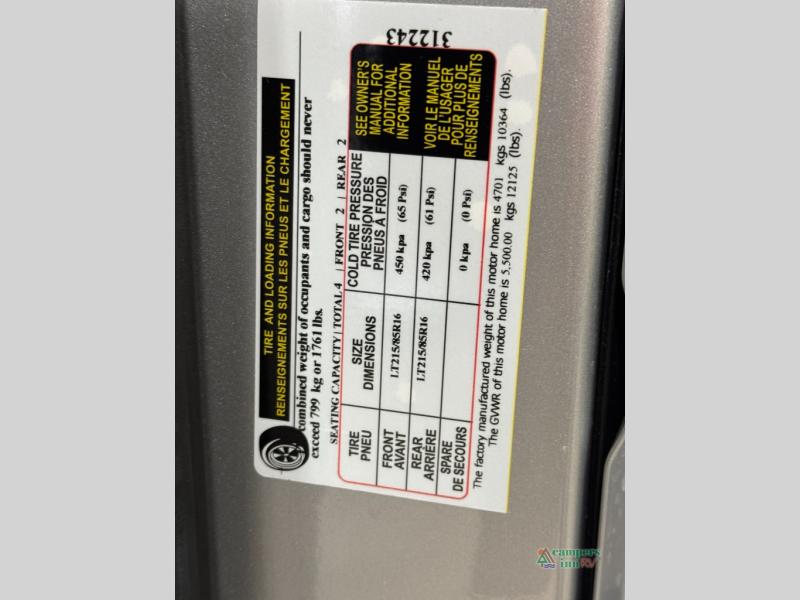 TIRE AND LOADING INFORMATION
RENSEIGNEMENTS SUR LES PNEUS ET LE CHARGEMENT
combined weight of occupants and cargo should never
exceed 799 kg or 1761 lbs.
SEATING CAPACITY | TOTAL 4 | FRONT 2 | REAR 2
TIRE
PNEU
SIZE
DIMENSIONS
COLD TIRE PRESSURE
PRESSION DES
PNEUS À FROID
FRONT
AVANT
LT215/85R16
450 kpa (65 Psi)
REAR
ARRIÈRE
LT215/85R16
420 kpa (61 Psi)
SPARE
DE SECOURS
0 kpa (0 Psi)
SEE OWNER'S
MANUAL FOR
ADDITIONAL
INFORMATION
VOIR LE MANUEL
DE L'USAGER
POUR PLUS DE
RENSEIGNEMENTS
The factory manufactured weight of this motor home is 4701 kgs 10364 (lbs).
The GVWR of this motor home is 5,500.00 kgs 12125 (lbs).
312243
campers
inn RV